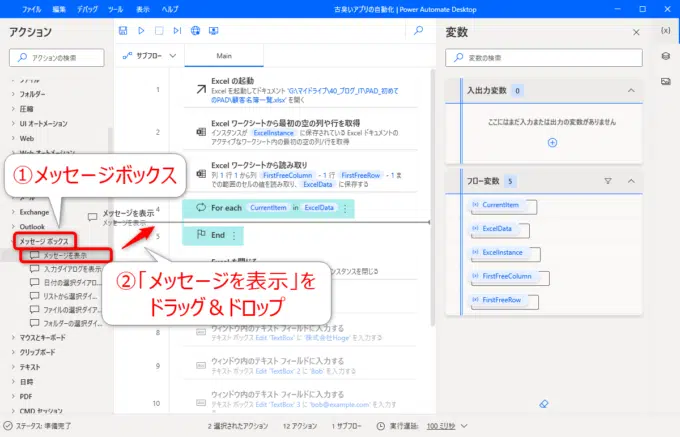 ファイル 編集 デバッグ ツール 表示 ヘルプ
古臭いアプリの自動化 | Power Automate Desktop
アクション
アクションの検索
ファイル
フォルダー
圧縮
UI オートメーション
Web
Exchange
Outlook
メッセージ ボックス
メッセージを表示
入力ダイアログを表示
日付の選択ダイアロ...
リストから選択ダイ...
ファイルの選択ダイ...
フォルダーの選択ダイ...
マウスとキーボード
クリップボード
テキスト
日時
PDF
CMD セッション
①メッセージボックス
メッセージを表示
メッセージを表示
②「メッセージを表示」を
ドラッグ＆ドロップ
サブフロー
Main
1
Excel の起動
Excel を起動してドキュメント 'G:\マイドライブ\40_ブログ_IT\PAD_初めて
のPAD\顧客名簿一覧.xlsx' を開く
2
Excel ワークシートから最初の空の列や行を取得
インスタンスが ExcelInstance に保存されている Excel ドキュメントの
アクティブなワークシート内の最初の空の列/行を取得
3
Excel ワークシートから読み取り
列 1 行 1 から列 FirstFreeColumn - 1 行 FirstFreeRow - 1 ま
での範囲のセルの値を読み取り、 ExcelData に保存する
4
For each CurrentItem in ExcelData
5
End
Excel を閉じる
インスタンスを閉じる
8
ウィンドウ内のテキスト フィールドに入力する
テキスト ボックス Edit 'TextBox' に '株式会社Hoge' を入力する
9
ウィンドウ内のテキスト フィールドに入力する
テキスト ボックス Edit 'TextBox' 2 に 'Bob' を入力する
10
ウィンドウ内のテキスト フィールドに入力する
テキスト ボックス Edit 'TextBox' 3 に 'bob@example.com' を入力す
る
変数
{x}
変数の検索
入出力変数 0
ここにはまだ入力または出力の変数がありません
フロー変数 5
(x) CurrentItem
(x) ExcelData
(x) ExcelInstance
(x) FirstFreeColumn
(x) FirstFreeRow
ステータス: 準備完了
2 選択されたアクション
12 アクション
1 サブフロー
実行遅延: 100 ミリ秒